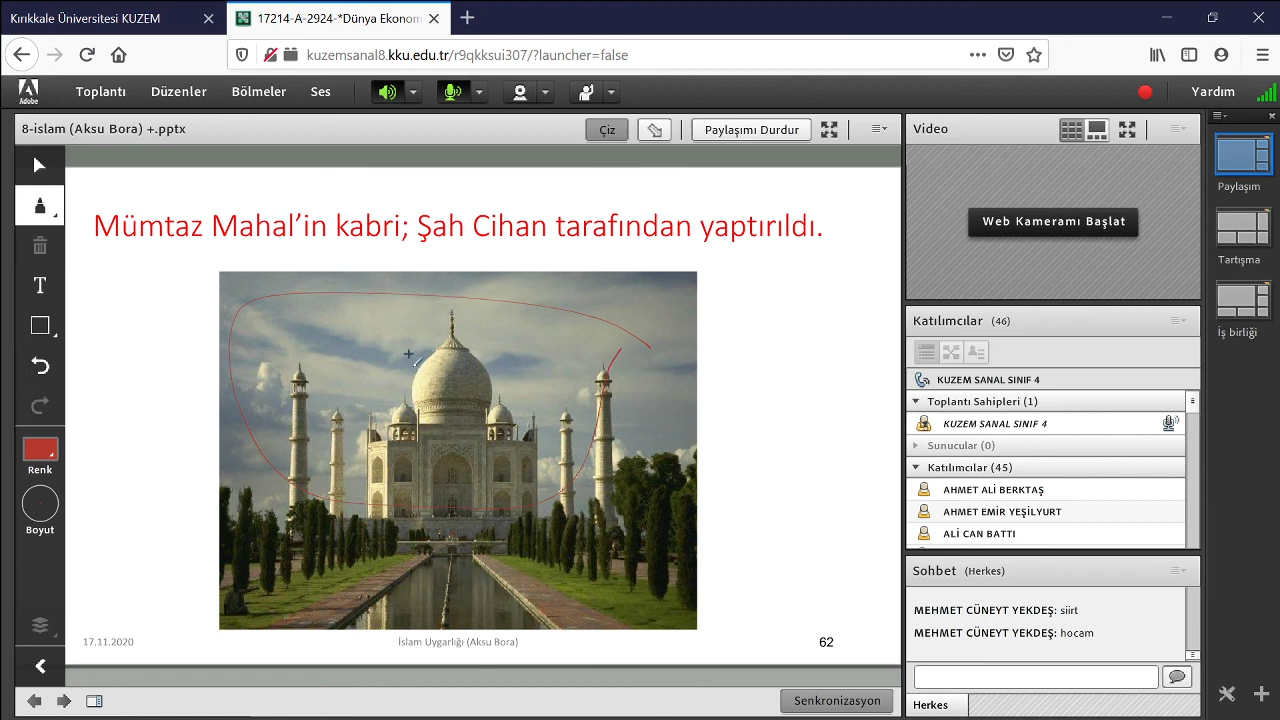 Kırıkkale Üniversitesi KUZEM
17214-A-2924-*Dünya Ekonom
kuzemsanal8.kku.edu.tr/r9qkksui307/?launcher=false
Adobe
Toplantı
Düzenler
Bölmeler
Ses
Yardım
8-islam (Aksu Bora) +.pptx
Çiz
Paylaşımı Durdur
Mümtaz Mahal’in kabri; Şah Cihan tarafından yaptırıldı.
T
Renk
Boyut
17.11.2020
İslam Uygarlığı (Aksu Bora)
62
Senkronizasyon
Video
Web Kameramı Başlat
Katılımcılar (46)
KUZEM SANAL SINIF 4
Toplantı Sahipleri (1)
KUZEM SANAL SINIF 4
Sunucular (0)
Katılımcılar (45)
AHMET ALİ BERKTAŞ
AHMET EMİR YEŞİLYURT
ALİ CAN BATTI
Sohbet (Herkes)
MEHMET CÜNEYT YEKDEŞ: siirt
MEHMET CÜNEYT YEKDEŞ: hocam
Herkes
Paylaşım
Tartışma
İş birliği